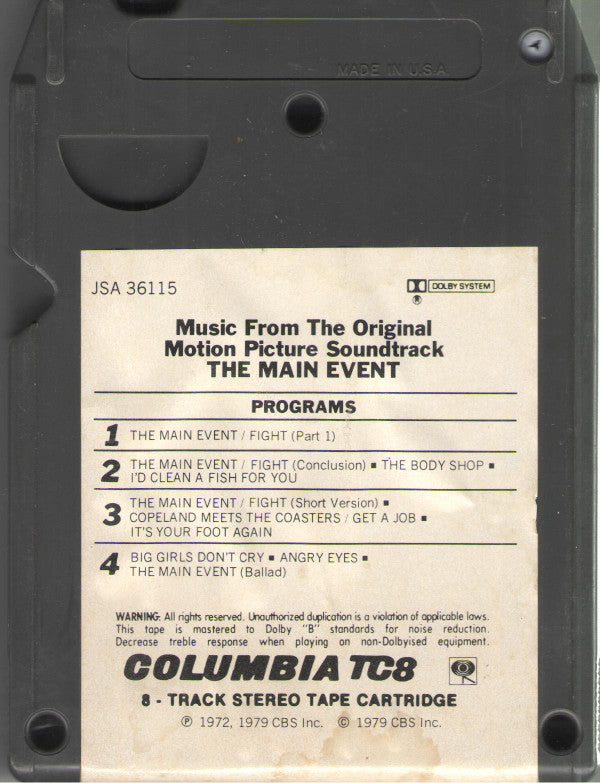 MADE IN U.S.A.
JSA 36115
DOLBY SYSTEM
®
Music From The Original
Motion Picture Soundtrack
THE MAIN EVENT
PROGRAMS
1 THE MAIN EVENT / FIGHT (Part 1)
2 THE MAIN EVENT / FIGHT (Conclusion) ▪ THE BODY SHOP ▪
I'D CLEAN A FISH FOR YOU
3 THE MAIN EVENT / FIGHT (Short Version) ▪
COPELAND MEETS THE COASTERS / GET A JOB ▪
IT'S YOUR FOOT AGAIN
4 BIG GIRLS DON'T CRY ▪ ANGRY EYES ▪
THE MAIN EVENT (Ballad)
WARNING: All rights reserved. Unauthorized duplication is a violation of applicable laws.
This tape is mastered to Dolby "B" standards for noise reduction.
Decrease treble response when playing on non-Dolbyised equipment.
COLUMBIA TC8
8 - TRACK STEREO TAPE CARTRIDGE
℗ 1972, 1979 CBS Inc. © 1979 CBS Inc.